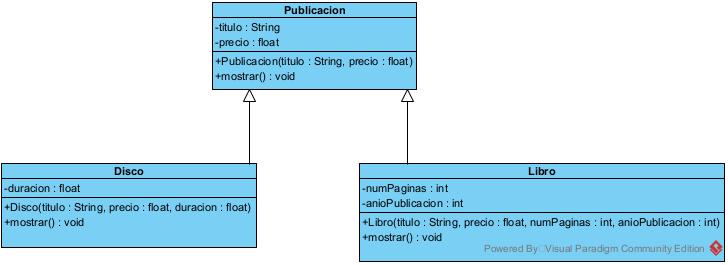 Publicacion
-titulo : String
-precio : float
+Publicacion(titulo : String, precio : float)
+mostrar() : void
Disco
-duracion : float
+Disco(titulo : String, precio : float, duracion : float)
+mostrar() : void
Libro
-numPaginas : int
-anioPublicacion : int
+Libro(titulo : String, precio : float, numPaginas : int, anioPublicacion : int)
+mostrar() : void
Powered By Visual Paradigm Community Edition